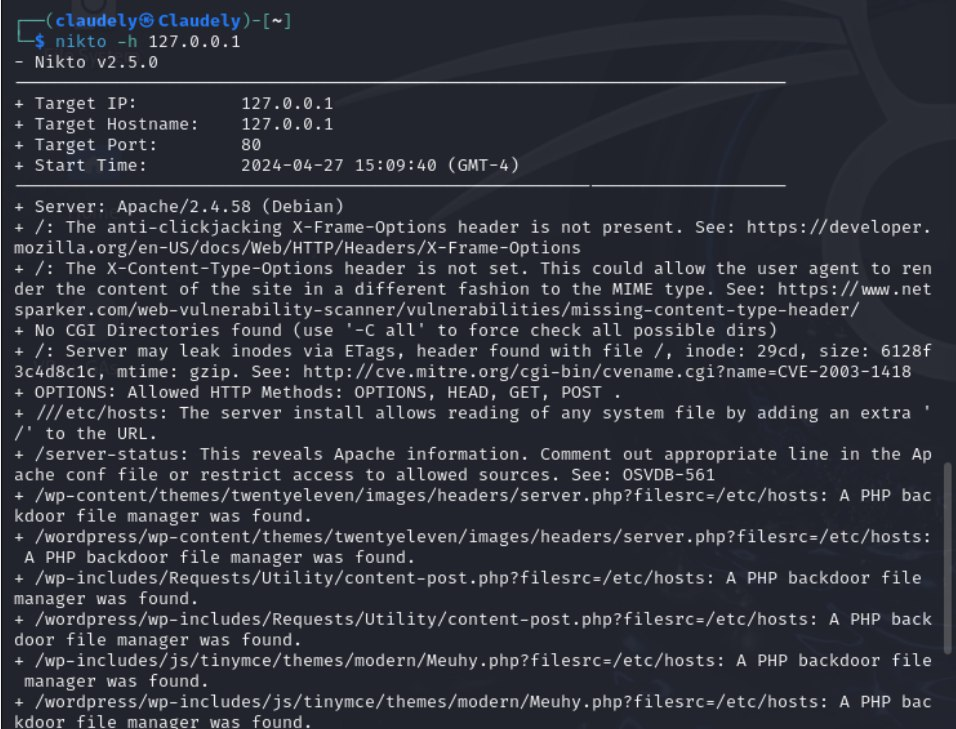 ┌──(claudely㉿Claudely)-[~]
└─$ nikto -h 127.0.0.1
- Nikto v2.5.0
---------------------------------------------------------------------------
+ Target IP:          127.0.0.1
+ Target Hostname:    127.0.0.1
+ Target Port:        80
+ Start Time:         2024-04-27 15:09:40 (GMT-4)
---------------------------------------------------------------------------
+ Server: Apache/2.4.58 (Debian)
+ /: The anti-clickjacking X-Frame-Options header is not present. See: https://developer.
mozilla.org/en-US/docs/Web/HTTP/Headers/X-Frame-Options
+ /: The X-Content-Type-Options header is not set. This could allow the user agent to ren
der the content of the site in a different fashion to the MIME type. See: https://www.net
sparker.com/web-vulnerability-scanner/vulnerabilities/missing-content-type-header/
+ No CGI Directories found (use '-C all' to force check all possible dirs)
+ /: Server may leak inodes via ETags, header found with file /, inode: 29cd, size: 6128f
3c4d8c1c, mtime: gzip. See: http://cve.mitre.org/cgi-bin/cvename.cgi?name=CVE-2003-1418
+ OPTIONS: Allowed HTTP Methods: OPTIONS, HEAD, GET, POST .
+ ///etc/hosts: The server install allows reading of any system file by adding an extra '
/' to the URL.
+ /server-status: This reveals Apache information. Comment out appropriate line in the Ap
ache conf file or restrict access to allowed sources. See: OSVDB-561
+ /wp-content/themes/twentyeleven/images/headers/server.php?filesrc=/etc/hosts: A PHP bac
kdoor file manager was found.
+ /wordpress/wp-content/themes/twentyeleven/images/headers/server.php?filesrc=/etc/hosts:
 A PHP backdoor file manager was found.
+ /wp-includes/Requests/Utility/content-post.php?filesrc=/etc/hosts: A PHP backdoor file
manager was found.
+ /wordpress/wp-includes/Requests/Utility/content-post.php?filesrc=/etc/hosts: A PHP back
door file manager was found.
+ /wp-includes/js/tinymce/themes/modern/Meuhy.php?filesrc=/etc/hosts: A PHP backdoor file
 manager was found.
+ /wordpress/wp-includes/js/tinymce/themes/modern/Meuhy.php?filesrc=/etc/hosts: A PHP bac
kdoor file manager was found.